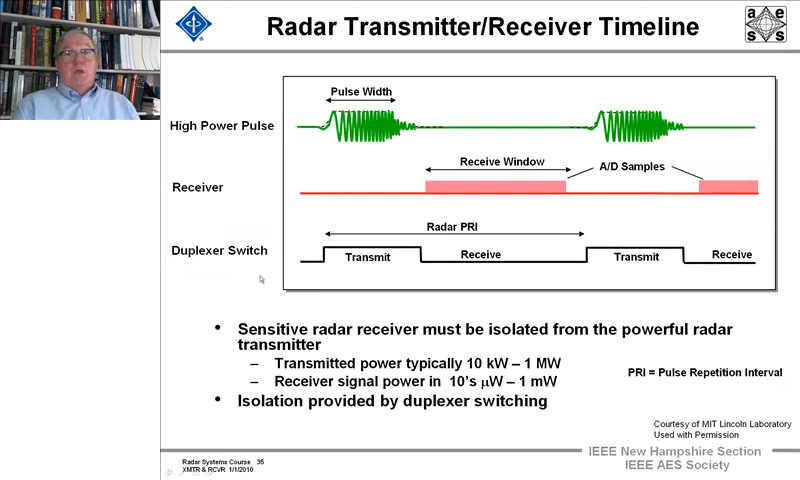 Radar Transmitter/Receiver Timeline
a e
s s
Pulse Width
High Power Pulse
Receive Window
A/D Samples
Receiver
Radar PRI
Duplexer Switch
Transmit
Receive
Transmit
Receive
• Sensitive radar receiver must be isolated from the powerful radar
transmitter
– Transmitted power typically 10 kW – 1 MW
– Receiver signal power in 10's µW – 1 mW
PRI = Pulse Repetition Interval
• Isolation provided by duplexer switching
Courtesy of MIT Lincoln Laboratory
Used with Permission
Radar Systems Course 35
XMTR & RCVR 1/1/2010
IEEE New Hampshire Section
IEEE AES Society